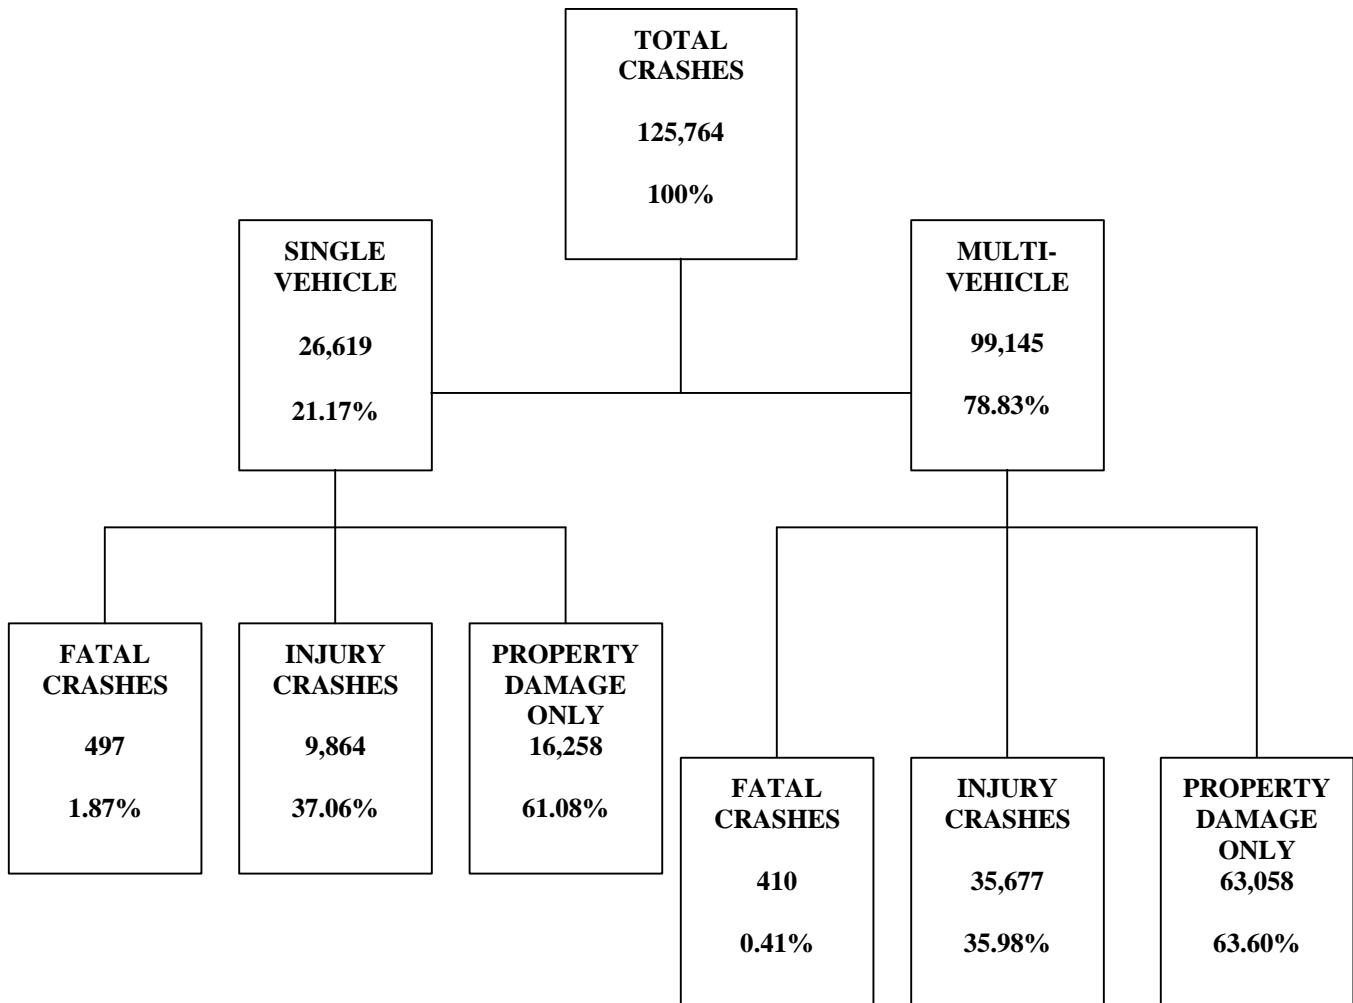 TOTAL
CRASHES
125,764
100%
SINGLE
VEHICLE
26,619
21.17%
MULTI-
VEHICLE
99,145
78.83%
FATAL
CRASHES
497
1.87%
INJURY
CRASHES
9,864
37.06%
PROPERTY
DAMAGE
ONLY
16,258
61.08%
FATAL
CRASHES
410
0.41%
INJURY
CRASHES
35,677
35.98%
PROPERTY
DAMAGE
ONLY
63,058
63.60%